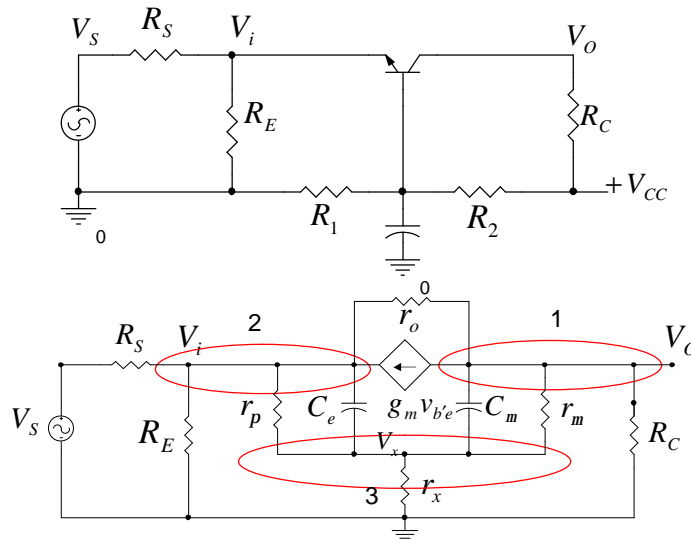 V_S R_S V_i V_O
R_E R_C
R_1 R_2 +V_CC
0
0
R_S V_i 2 r_o 1 V_O
V_S R_E r_p C_e g_m v_b'e C_m r_m R_C
V_x
3 r_x